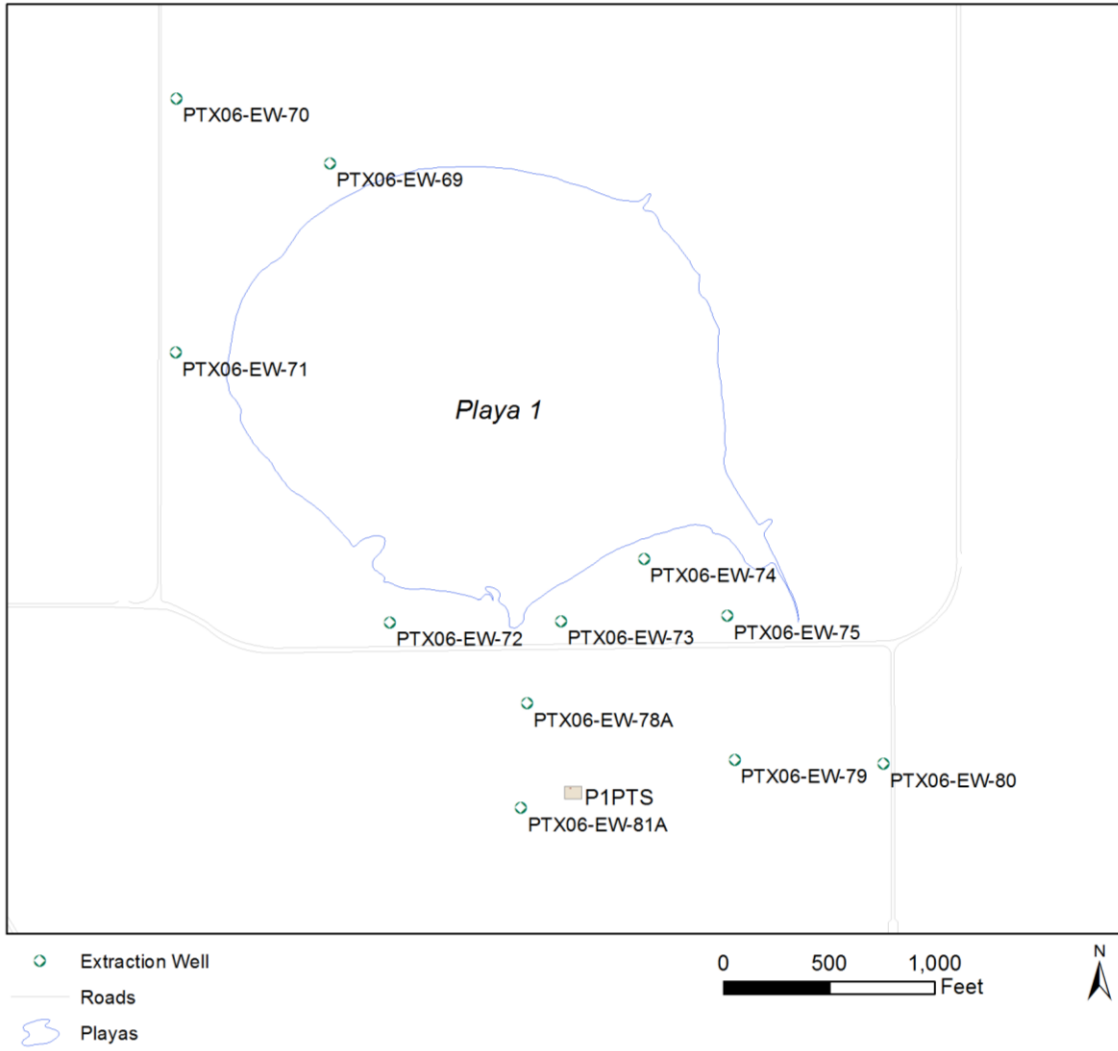 PTX06-EW-70
PTX06-EW-69
PTX06-EW-71
Playa 1
PTX06-EW-74
PTX06-EW-72
PTX06-EW-73
PTX06-EW-75
PTX06-EW-78A
PTX06-EW-79
PTX06-EW-80
P1PTS
PTX06-EW-81A
Extraction Well
Roads
Playas
0 500 1,000
Feet
N